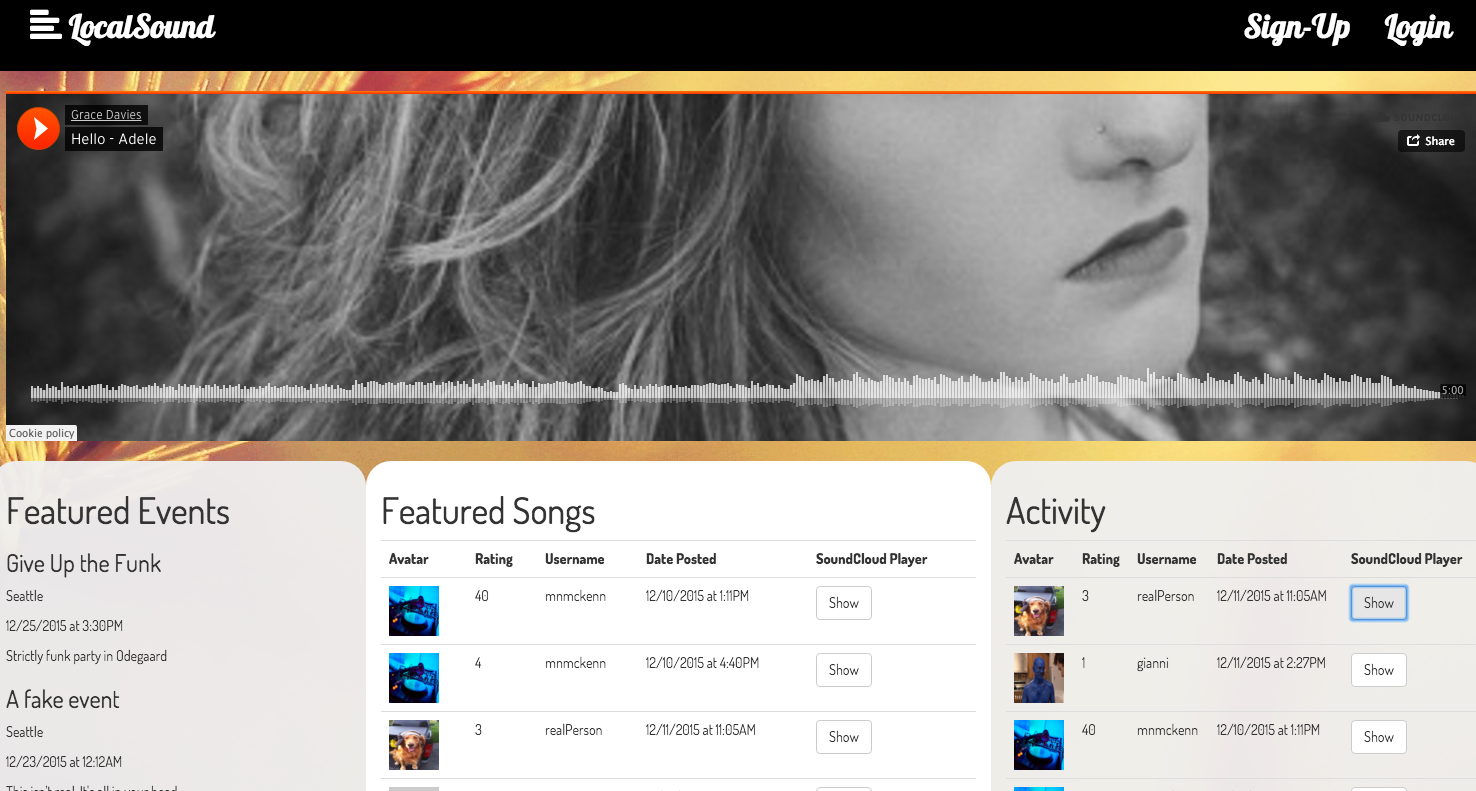 LocalSound
Sign-Up Login
Grace Davies
Hello - Adele
Share
5:00
Cookie policy
Featured Events
Give Up the Funk
Seattle
12/25/2015 at 3:30PM
Strictly funk party in Odegaard
A fake event
Seattle
12/23/2015 at 12:12AM
Featured Songs
Avatar Rating Username Date Posted SoundCloud Player
40 mnmckenn 12/10/2015 at 1:11PM Show
4 mnmckenn 12/10/2015 at 4:40PM Show
3 realPerson 12/11/2015 at 11:05AM Show
Activity
Avatar Rating Username Date Posted SoundCloud Player
3 realPerson 12/11/2015 at 11:05AM Show
1 gianni 12/11/2015 at 2:27PM Show
40 mnmckenn 12/10/2015 at 1:11PM Show